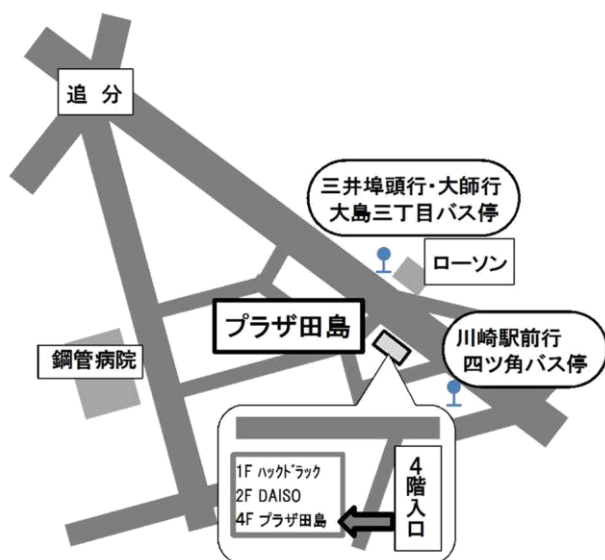 追 分
三井埠頭行・大師行
大島三丁目バス停
ローソン
プラザ田島
川崎駅前行
四ツ角バス停
鋼管病院
1F ﾊｯｸﾄﾞﾗｯｸ
2F DAISO
4F プラザ田島
4階入口